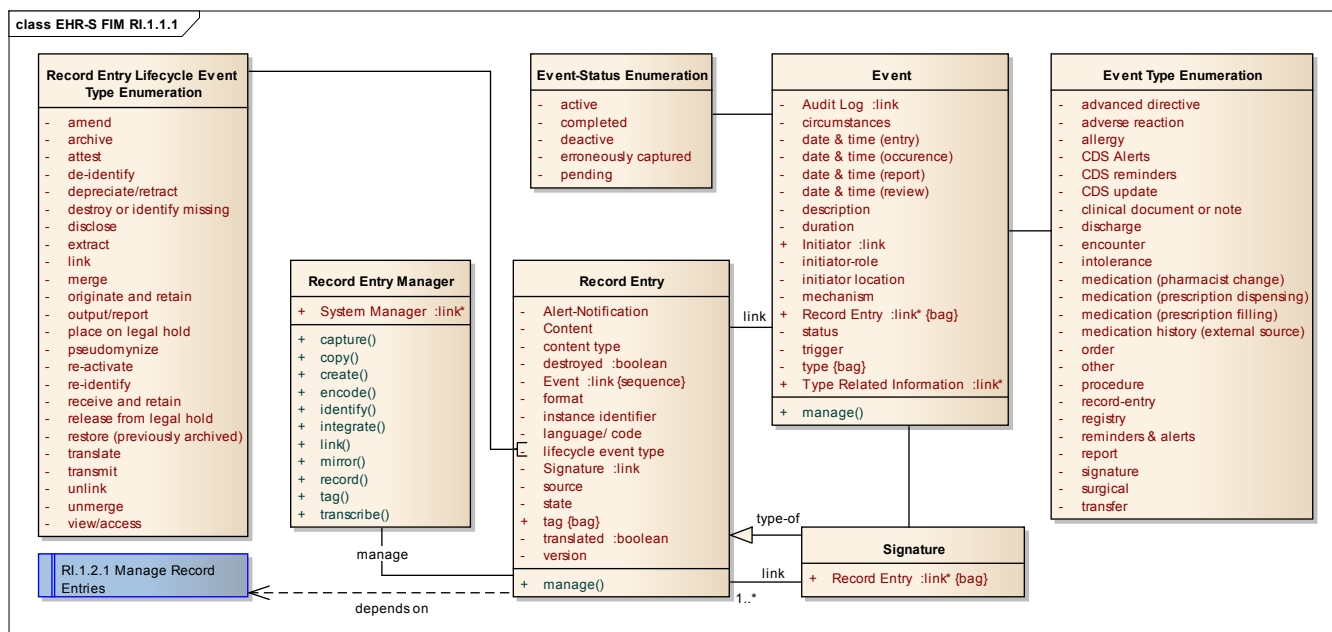 class EHR-S FIM RI.1.1.1
Record Entry Lifecycle Event
Type Enumeration
- amend
- archive
- attest
- de-identify
- depreciate/retract
- destroy or identify missing
- disclose
- extract
- link
- merge
- originate and retain
- output/report
- place on legal hold
- pseudomynize
- re-activate
- re-identify
- receive and retain
- release from legal hold
- restore (previously archived)
- translate
- transmit
- unlink
- unmerge
- view/access
RI.1.2.1 Manage Record
Entries
Record Entry Manager
+ System Manager :link*
+ capture()
+ copy()
+ create()
+ encode()
+ identify()
+ integrate()
+ link()
+ mirror()
+ record()
+ tag()
+ transcribe()
manage
depends on
Event-Status Enumeration
- active
- completed
- deactive
- erroneously captured
- pending
Record Entry
- Alert-Notification
- Content
- content type
- destroyed :boolean
- Event :link {sequence}
- format
- instance identifier
- language/ code
- lifecycle event type
- Signature :link
- source
- state
+ tag {bag}
- translated :boolean
- version
+ manage()
link
type-of
link
1..*
Event
- Audit Log :link
- circumstances
- date & time (entry)
- date & time (occurence)
- date & time (report)
- date & time (review)
- description
- duration
+ Initiator :link
- initiator-role
- initiator location
- mechanism
+ Record Entry :link* {bag}
- status
- trigger
- type {bag}
+ Type Related Information :link*
+ manage()
Signature
+ Record Entry :link* {bag}
Event Type Enumeration
- advanced directive
- adverse reaction
- allergy
- CDS Alerts
- CDS reminders
- CDS update
- clinical document or note
- discharge
- encounter
- intolerance
- medication (pharmacist change)
- medication (prescription dispensing)
- medication (prescription filling)
- medication history (external source)
- order
- other
- procedure
- record-entry
- registry
- reminders & alerts
- report
- signature
- surgical
- transfer